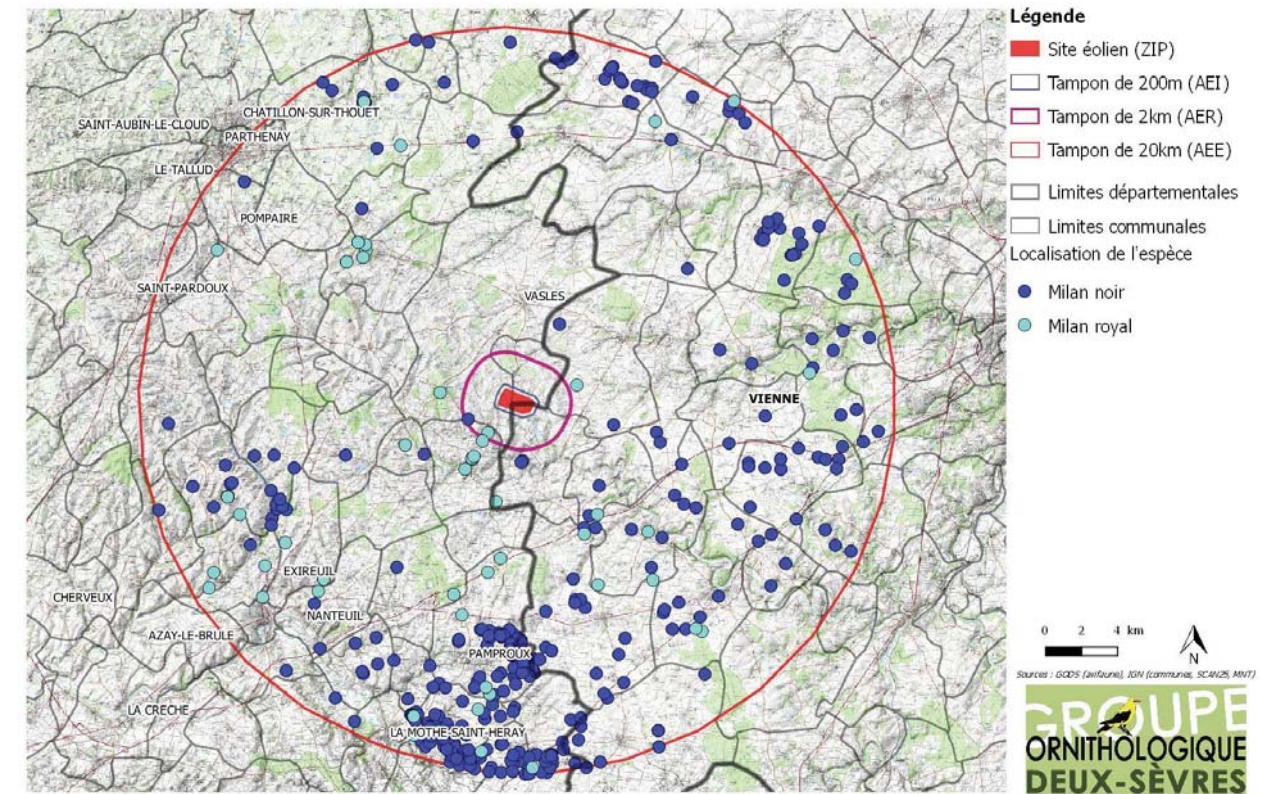 Légende
Site éolien (ZIP)
Tampon de 200m (AEI)
Tampon de 2km (AER)
Tampon de 20km (AEE)
Limites départementales
Limites communales
Localisation de l'espèce
Milan noir
Milan royal
CHATILLON-SUR-THOUET
SAINT-AUBIN-LE-CLOUD
PARTHENAY
LE-TALLUD
POMPAIRE
SAINT-PARDOUX
VASLES
VIENNE
EXIREUIL
CHERVEUX
NANTEUIL
AZAY-LE-BRULE
PAMPROUX
LA CRECHE
LA MOTHE-SAINT-HERAY
0 2 4 km
N
Sources : GODS (avifaune), IGN (communes, SCAN25, MNT)
GROUPE
ORNITHOLOGIQUE
DEUX-SÈVRES